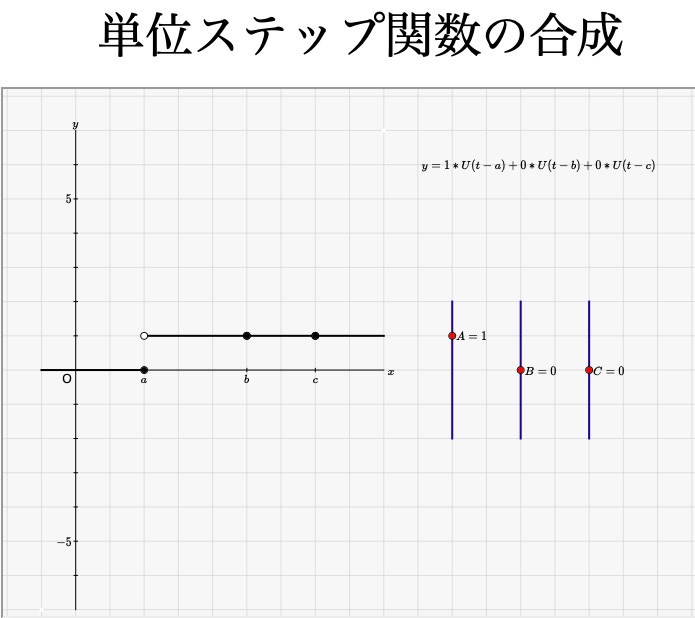 単位ステップ関数の合成
y
y = 1 * U(t − a) + 0 * U(t − b) + 0 * U(t − c)
5
A = 1
O
a
b
c
x
B = 0
C = 0
−5